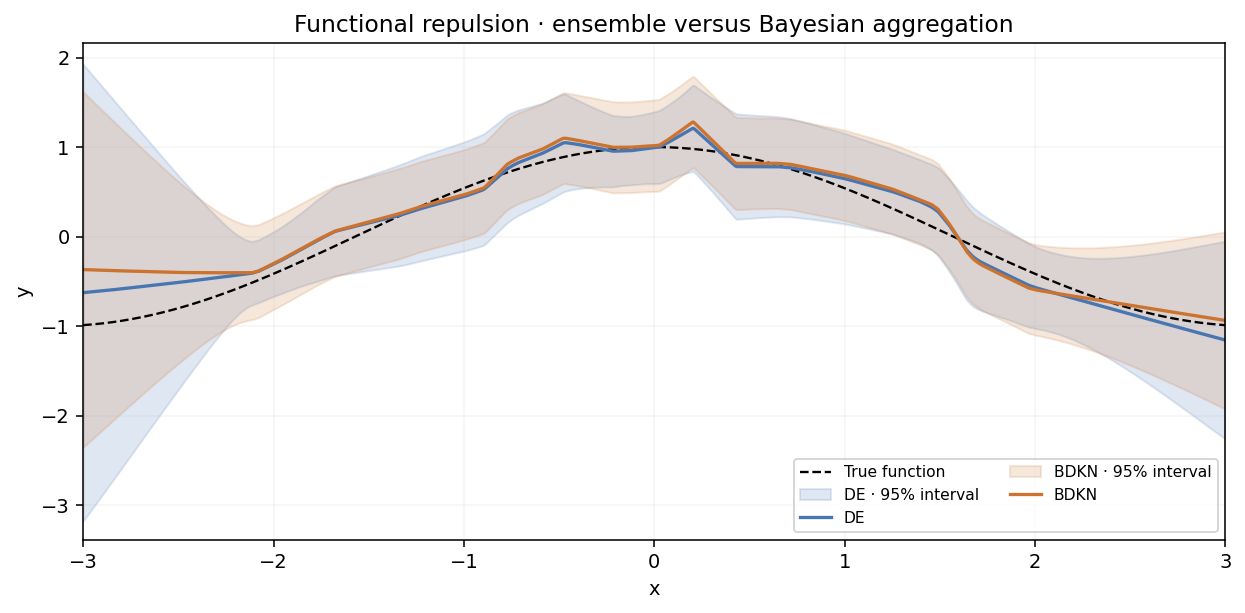 Functional repulsion · ensemble versus Bayesian aggregation
y
2
1
0
−1
−2
−3
−3
−2
−1
0
1
2
3
x
True function
DE · 95% interval
DE
BDKN · 95% interval
BDKN